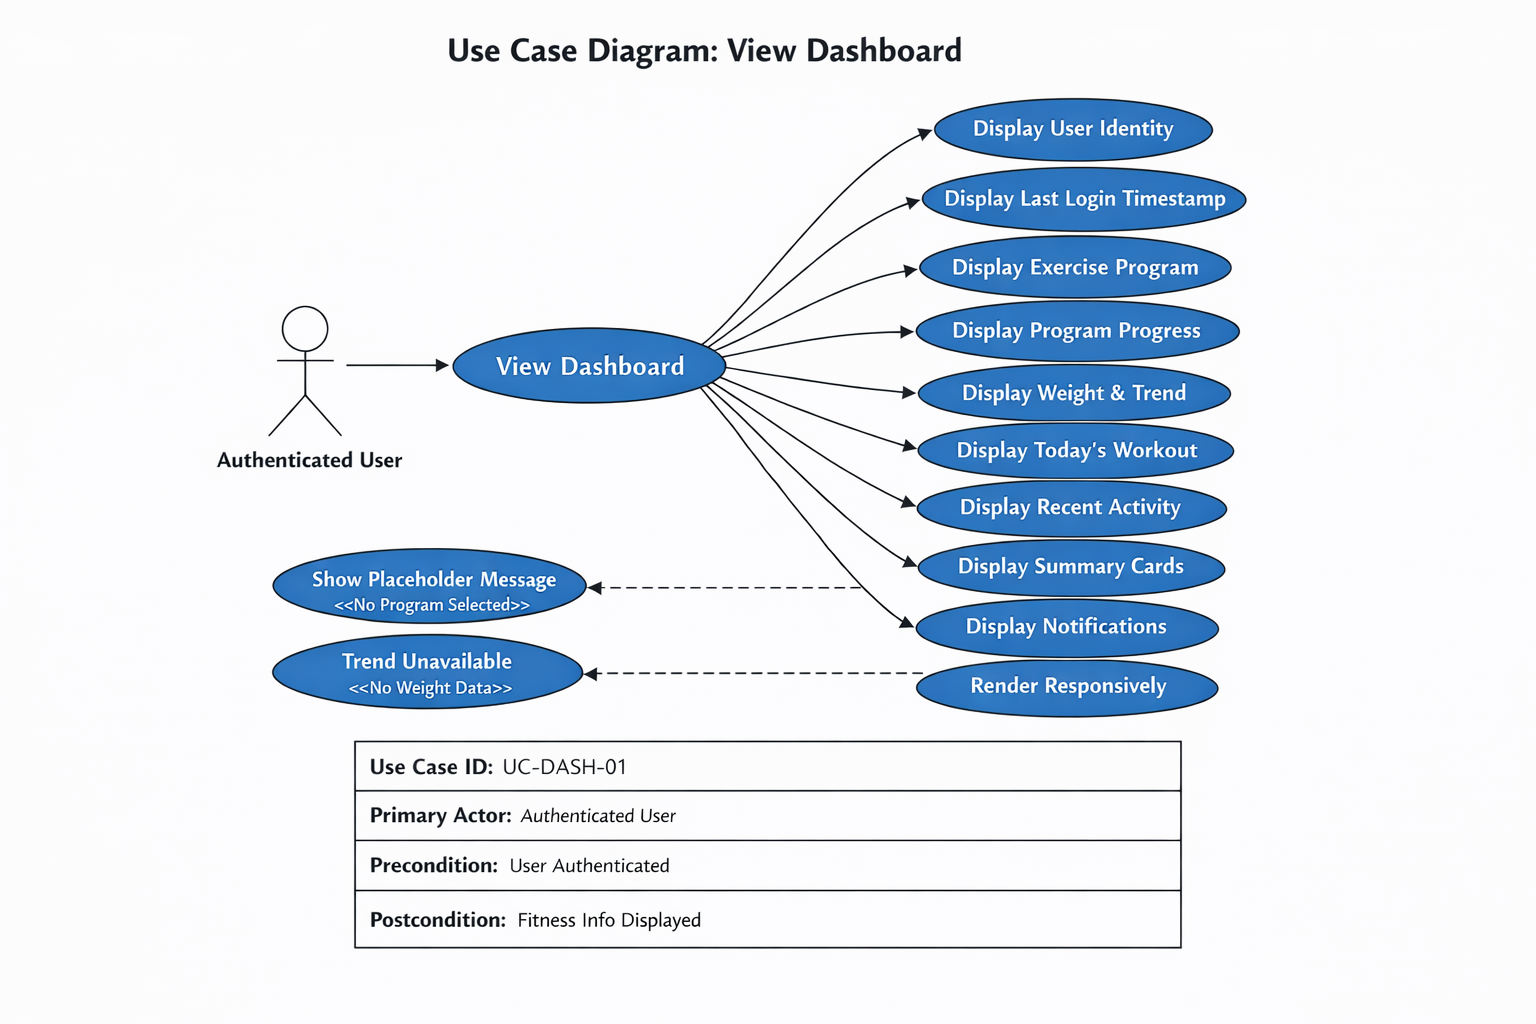 Use Case Diagram: View Dashboard
Display User Identity
Display Last Login Timestamp
Display Exercise Program
Display Program Progress
View Dashboard
Display Weight & Trend
Display Today's Workout
Authenticated User
Display Recent Activity
Display Summary Cards
Show Placeholder Message
<<No Program Selected>>
Display Notifications
Trend Unavailable
<<No Weight Data>>
Render Responsively
Use Case ID: UC-DASH-01
Primary Actor: Authenticated User
Precondition: User Authenticated
Postcondition: Fitness Info Displayed